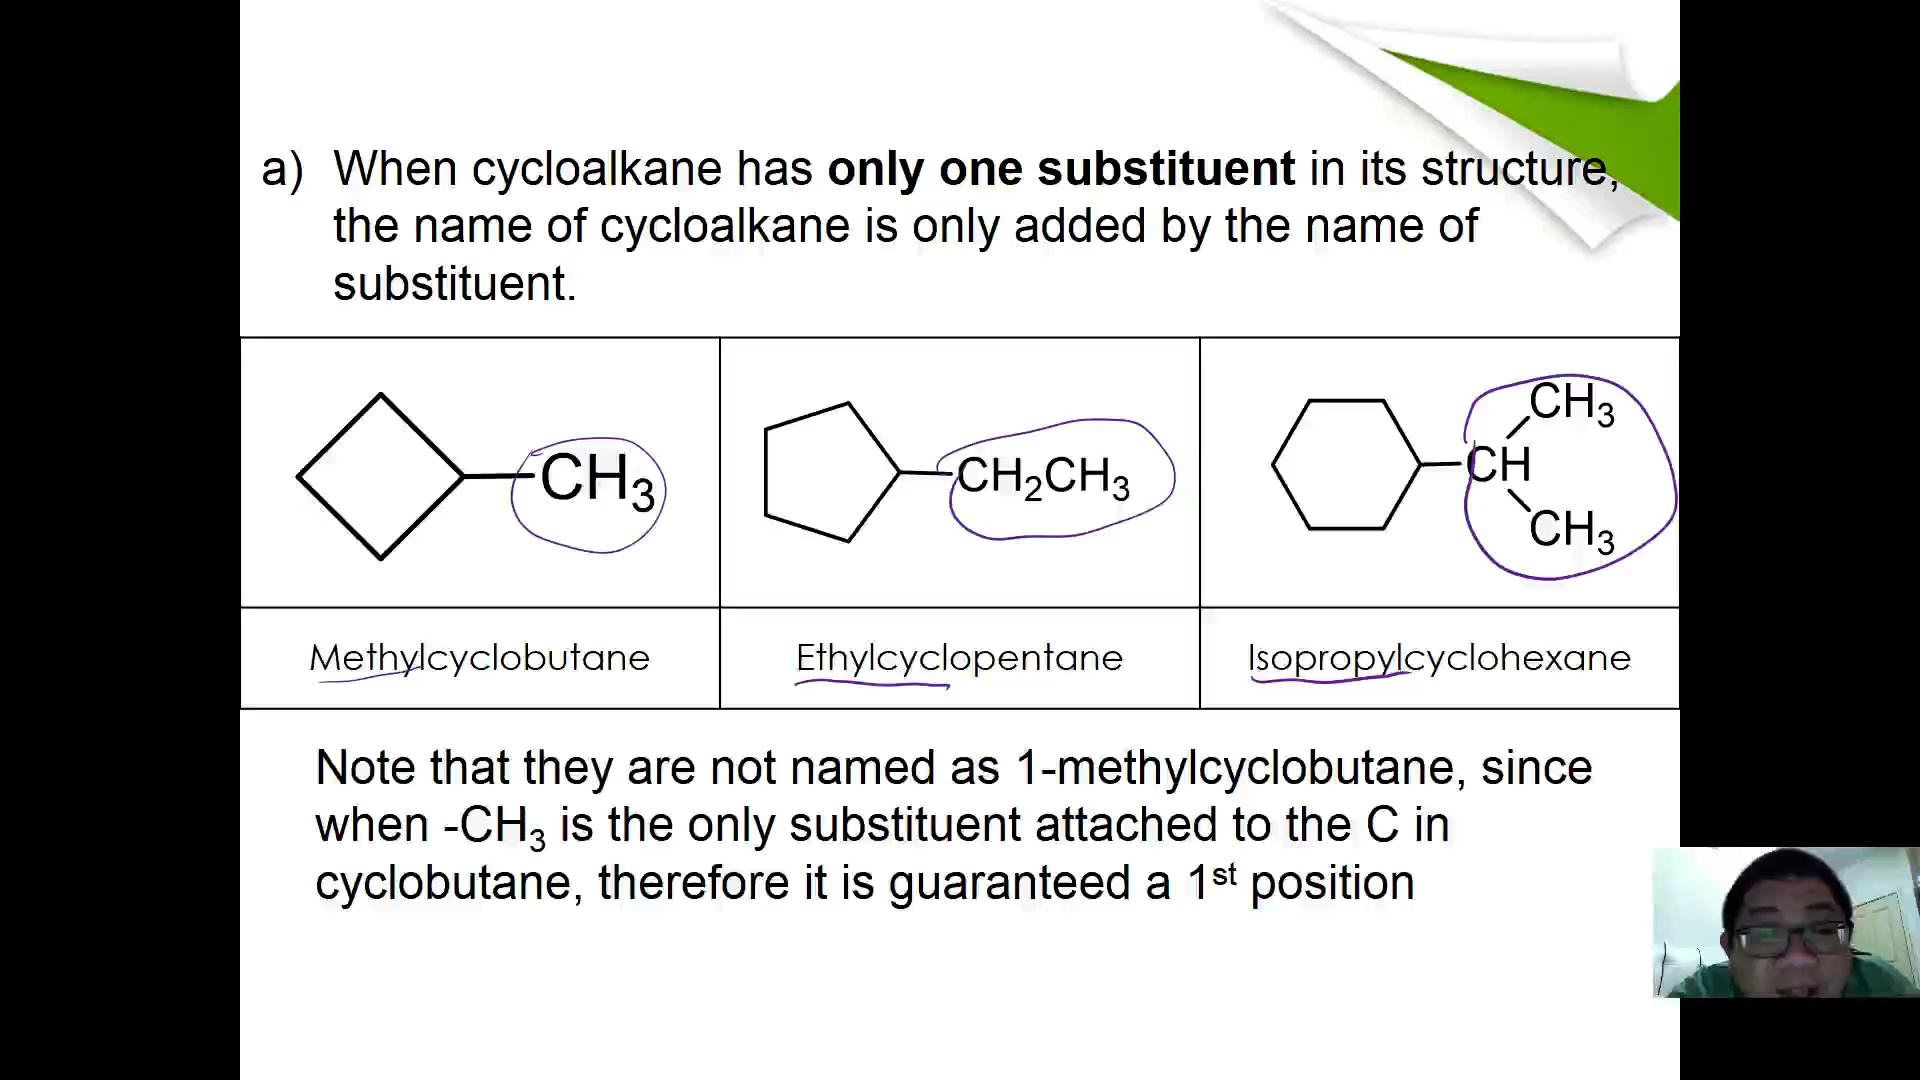 a) When cycloalkane has only one substituent in its structure,
the name of cycloalkane is only added by the name of
substituent.
CH3
CH2CH3
CH3
CH
CH3
Methylcyclobutane
Ethylcyclopentane
Isopropylcyclohexane
Note that they are not named as 1-methylcyclobutane, since
when -CH3 is the only substituent attached to the C in
cyclobutane, therefore it is guaranteed a 1st position